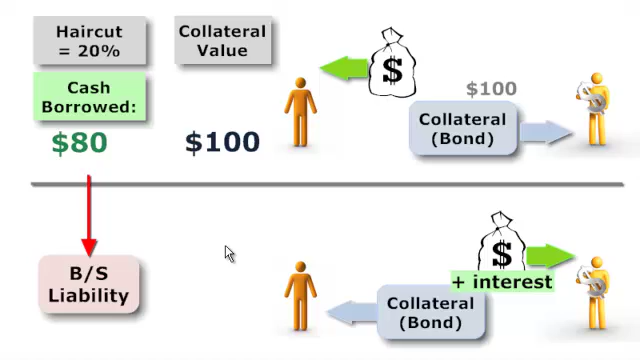 Haircut
= 20%
Collateral
Value
Cash
Borrowed:
$80
$100
$
$100
Collateral
(Bond)
B/S
Liability
$
+ interest
Collateral
(Bond)